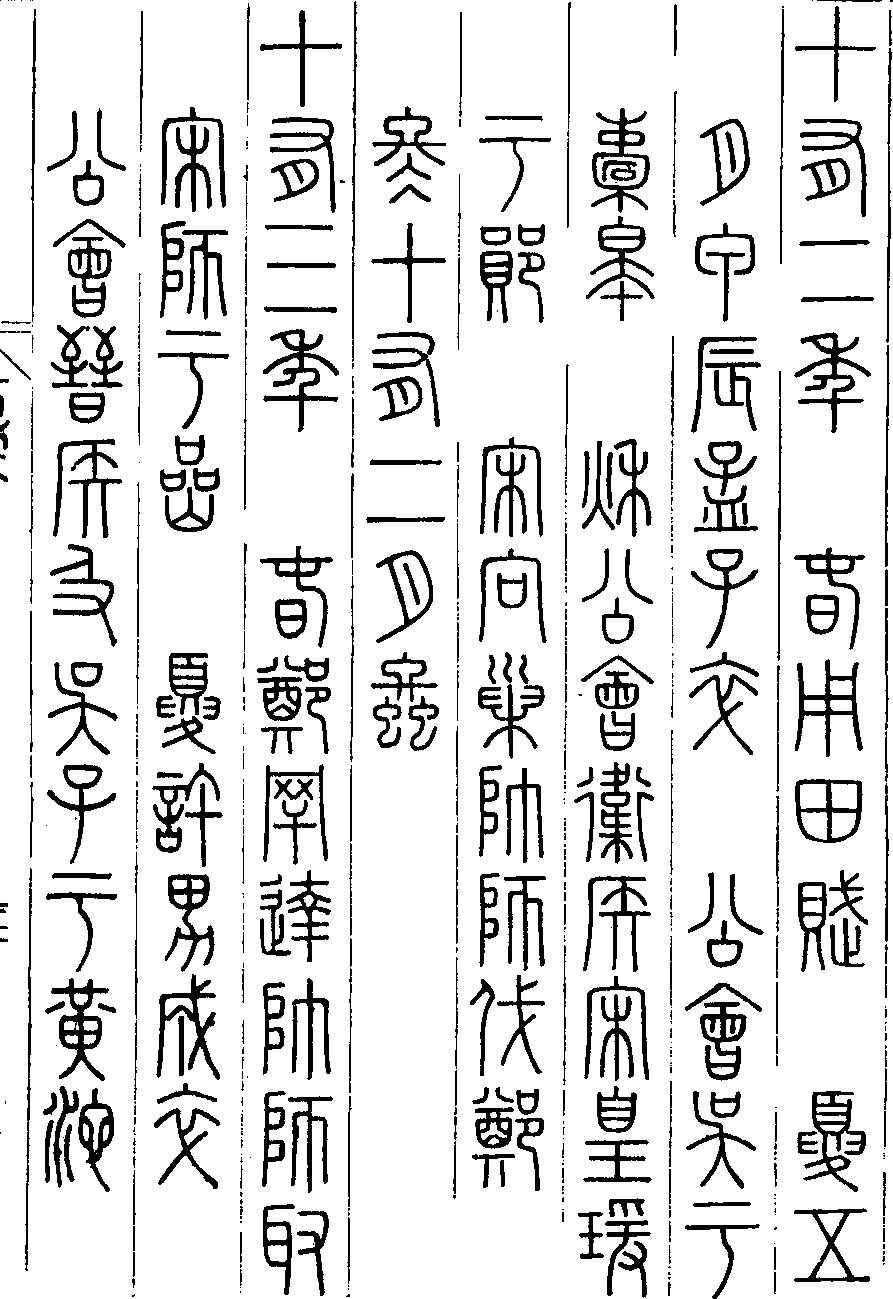 十有二年　春用田賦　夏五
月甲辰孟子卒　公會吳于
橐皋　秋公會衛侯宋皇瑗
于鄖　宋向巢帥師伐鄭
冬十有二月螽
十有三年　春鄭罕達帥師取
宋師于嵒　夏許男成卒
公會晉侯及吳子于黃池